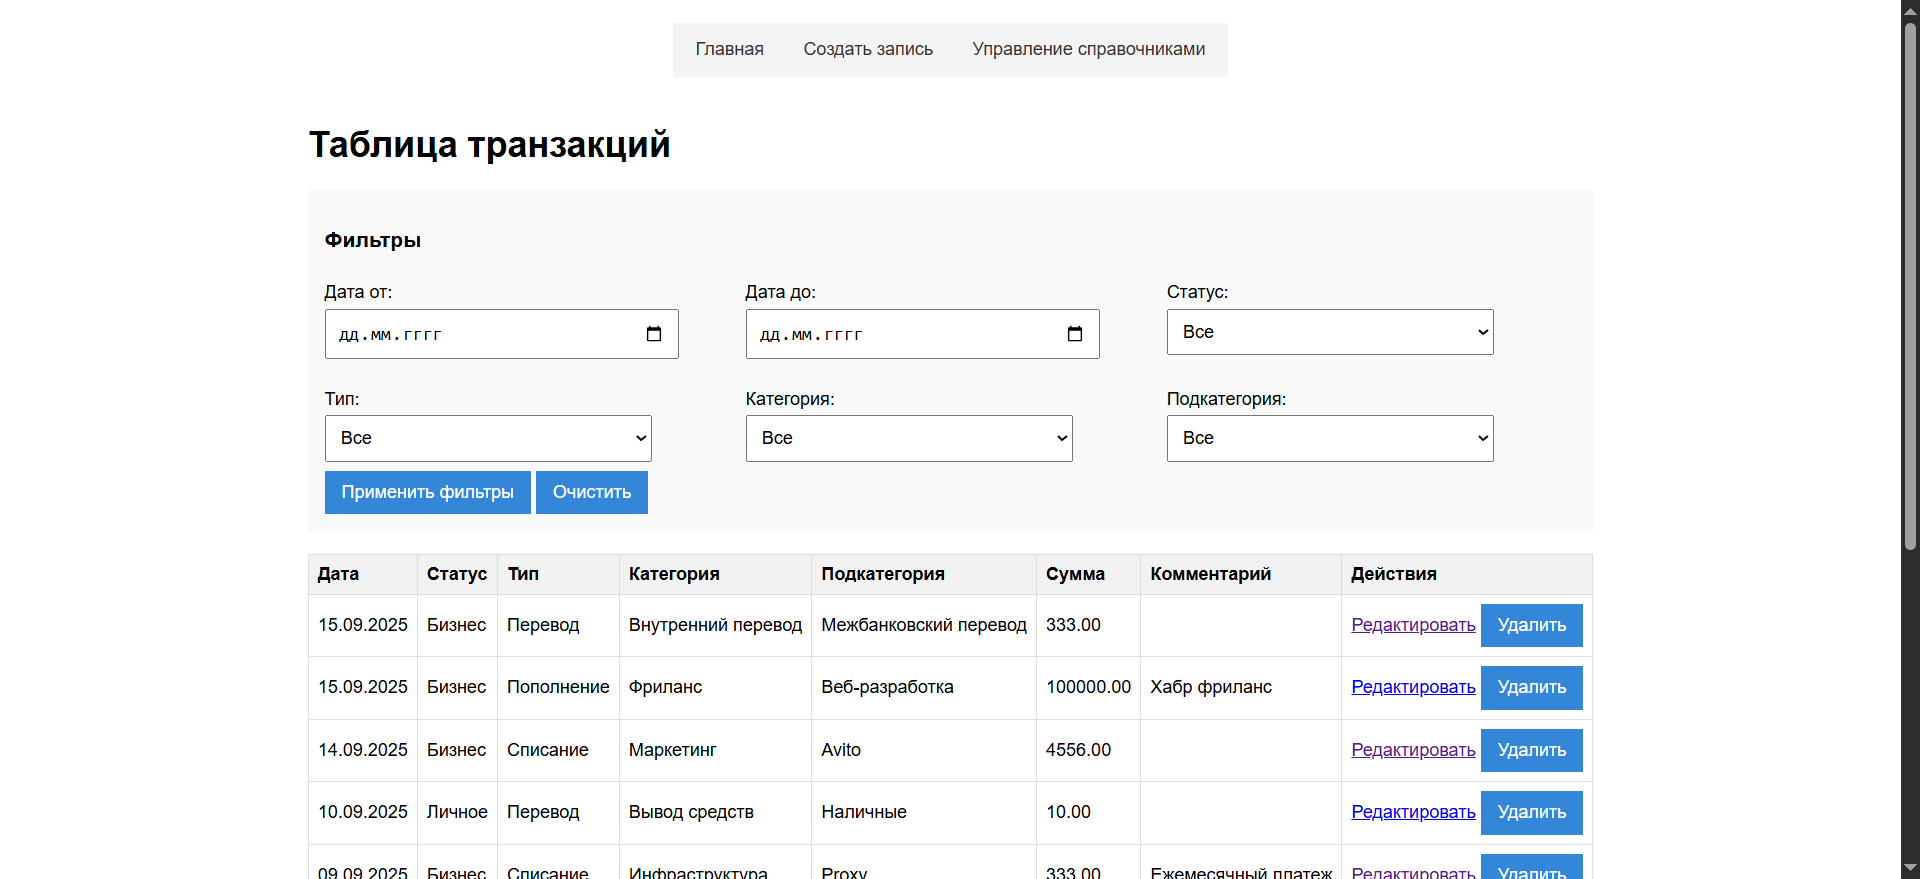 Главная Создать запись Управление справочниками
Таблица транзакций
Фильтры
Дата от: Дата до: Статус:
дд.мм.гггг дд.мм.гггг Все
Тип: Категория: Подкатегория:
Все Все Все
Применить фильтры Очистить
Дата Статус Тип Категория Подкатегория Сумма Комментарий Действия
15.09.2025 Бизнес Перевод Внутренний перевод Межбанковский перевод 333.00 Редактировать Удалить
15.09.2025 Бизнес Пополнение Фриланс Веб-разработка 100000.00 Хабр фриланс Редактировать Удалить
14.09.2025 Бизнес Списание Маркетинг Avito 4556.00 Редактировать Удалить
10.09.2025 Личное Перевод Вывод средств Наличные 10.00 Редактировать Удалить
09.09.2025 Бизнес Списание Инфраструктура Proxy 333.00 Ежемесячный платеж Редактировать Удалить